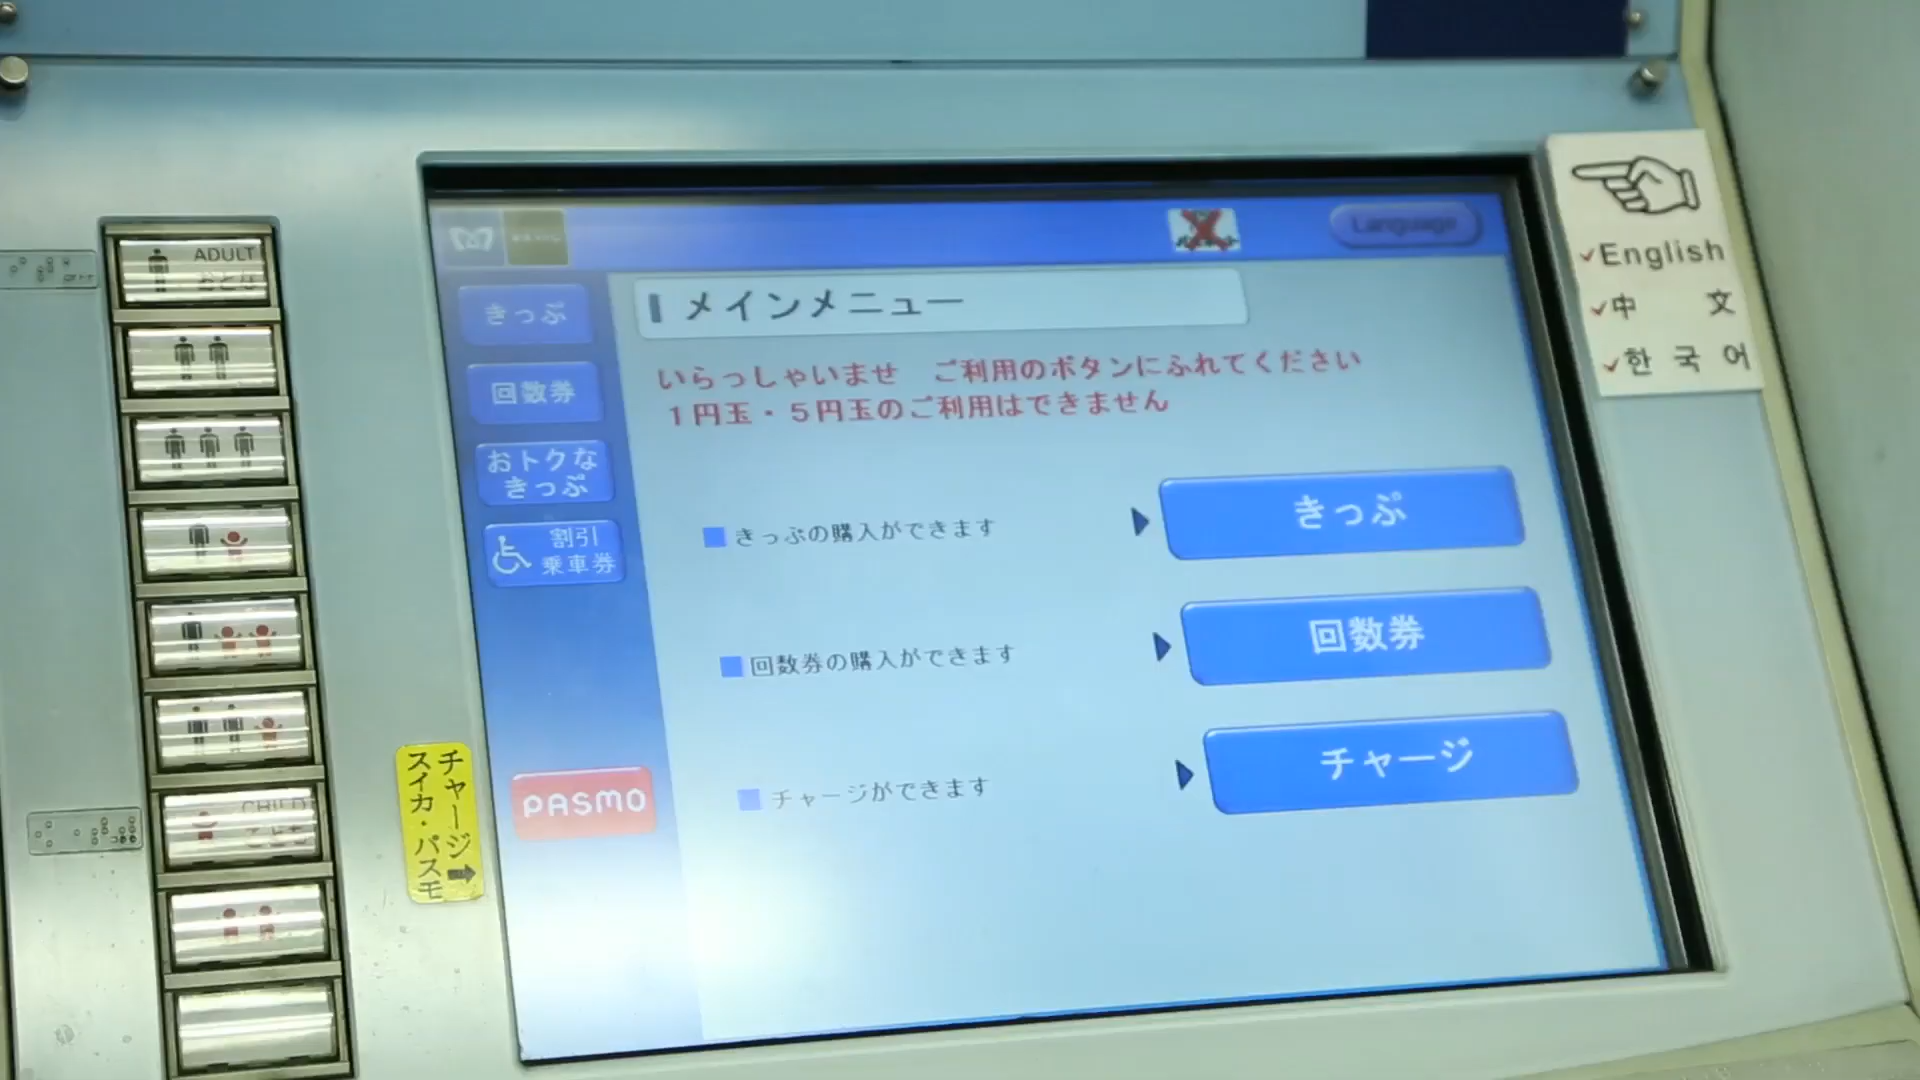 ADULT
おとな
CHILD
こども
チャージ
スイカ・パスモ
Language
きっぷ
回数券
おトクな
きっぷ
割引
乗車券
PASMO
メインメニュー
いらっしゃいませ ご利用のボタンにふれてください
1円玉・5円玉のご利用はできません
きっぷの購入ができます
きっぷ
回数券の購入ができます
回数券
チャージができます
チャージ
English
中 文
한 국 어